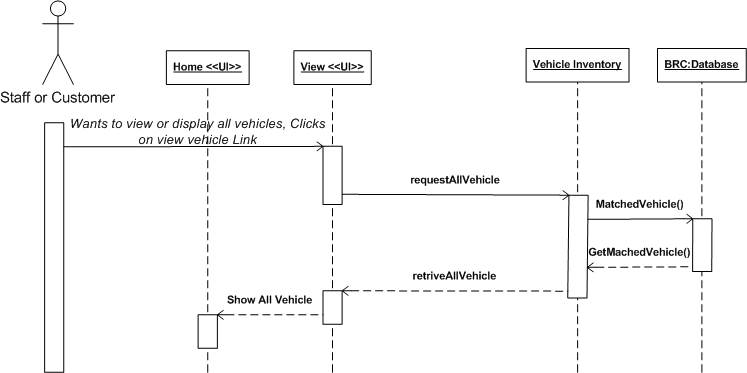 Home <<UI>>
View <<UI>>
Vehicle Inventory
BRC:Database
Staff or Customer
Wants to view or display all vehicles, Clicks
on view vehicle Link
requestAllVehicle
MatchedVehicle()
GetMachedVehicle()
retriveAllVehicle
Show All Vehicle